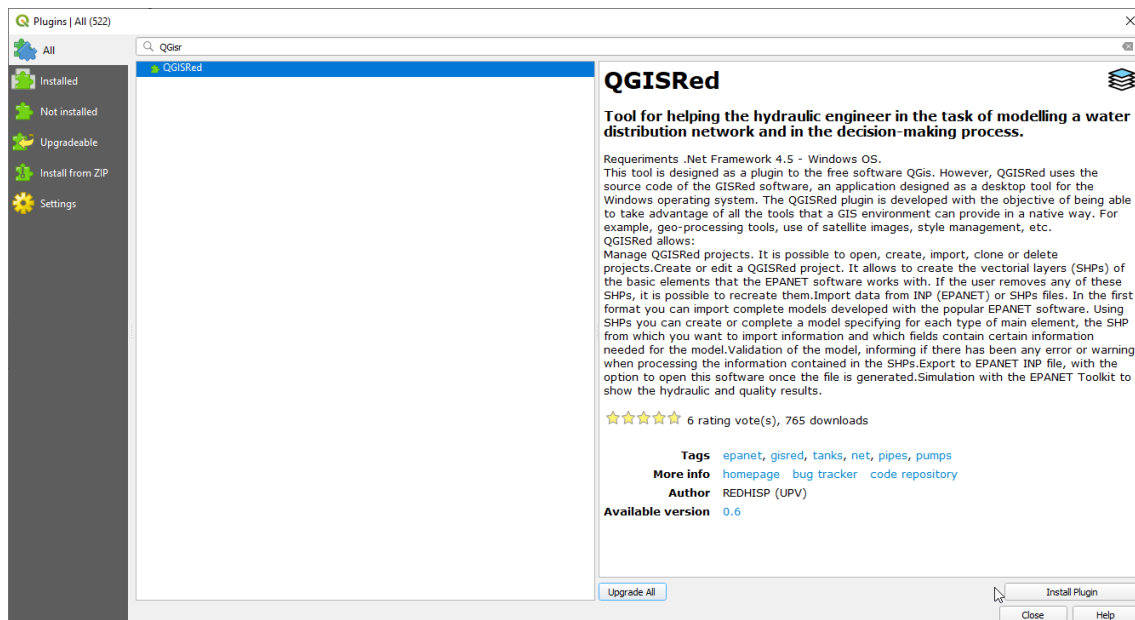 Plugins | All (522)
All
QGisr
Installed
Not installed
Upgradeable
Install from ZIP
Settings
QGISRed
QGISRed
Tool for helping the hydraulic engineer in the task of modelling a water
distribution network and in the decision-making process.
Requeriments .Net Framework 4.5 - Windows OS.
This tool is designed as a plugin to the free software QGis. However, QGISRed uses the
source code of the GISRed software, an application designed as a desktop tool for the
Windows operating system. The QGISRed plugin is developed with the objective of being able
to take advantage of all the tools that a GIS environment can provide in a native way. For
example, geo-processing tools, use of satellite images, style management, etc.
QGISRed allows:
Manage QGISRed projects. It is possible to open, create, import, clone or delete
projects.Create or edit a QGISRed project. It allows to create the vectorial layers (SHPs) of
the basic elements that the EPANET software works with. If the user removes any of these
SHPs, it is possible to recreate them.Import data from INP (EPANET) or SHPs files. In the first
format you can import complete models developed with the popular EPANET software. Using
SHPs you can create or complete a model specifying for each type of main element, the SHP
from which you want to import information and which fields contain certain information
needed for the model.Validation of the model, informing if there has been any error or warning
when processing the information contained in the SHPs.Export to EPANET INP file, with the
option to open this software once the file is generated.Simulation with the EPANET Toolkit to
show the hydraulic and quality results.
6 rating vote(s), 765 downloads
Tags epanet, gisred, tanks, net, pipes, pumps
More info homepage bug tracker code repository
Author REDHISP (UPV)
Available version 0.6
Upgrade All
Install Plugin
Close
Help